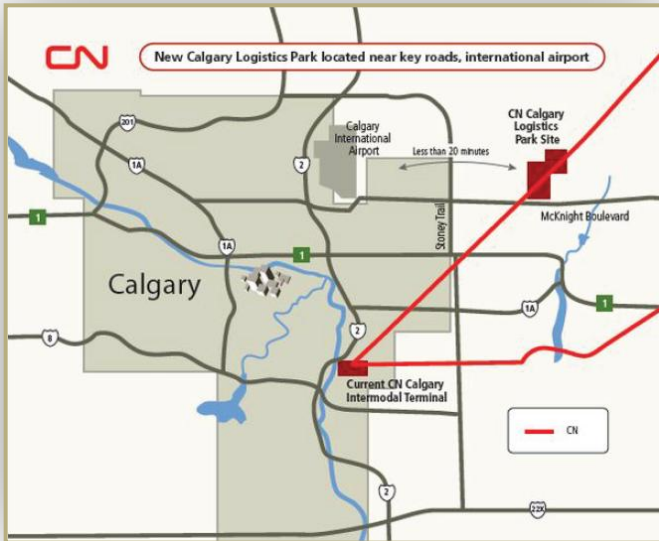 CN
New Calgary Logistics Park located near key roads, international airport
201
1A
2
Calgary
International
Airport
Less than 20 minutes
CN Calgary
Logistics
Park Site
Stoney Trail
McKnight Boulevard
1
1A
1
Calgary
1A
1
8
2
Current CN Calgary
Intermodal Terminal
CN
2
22X